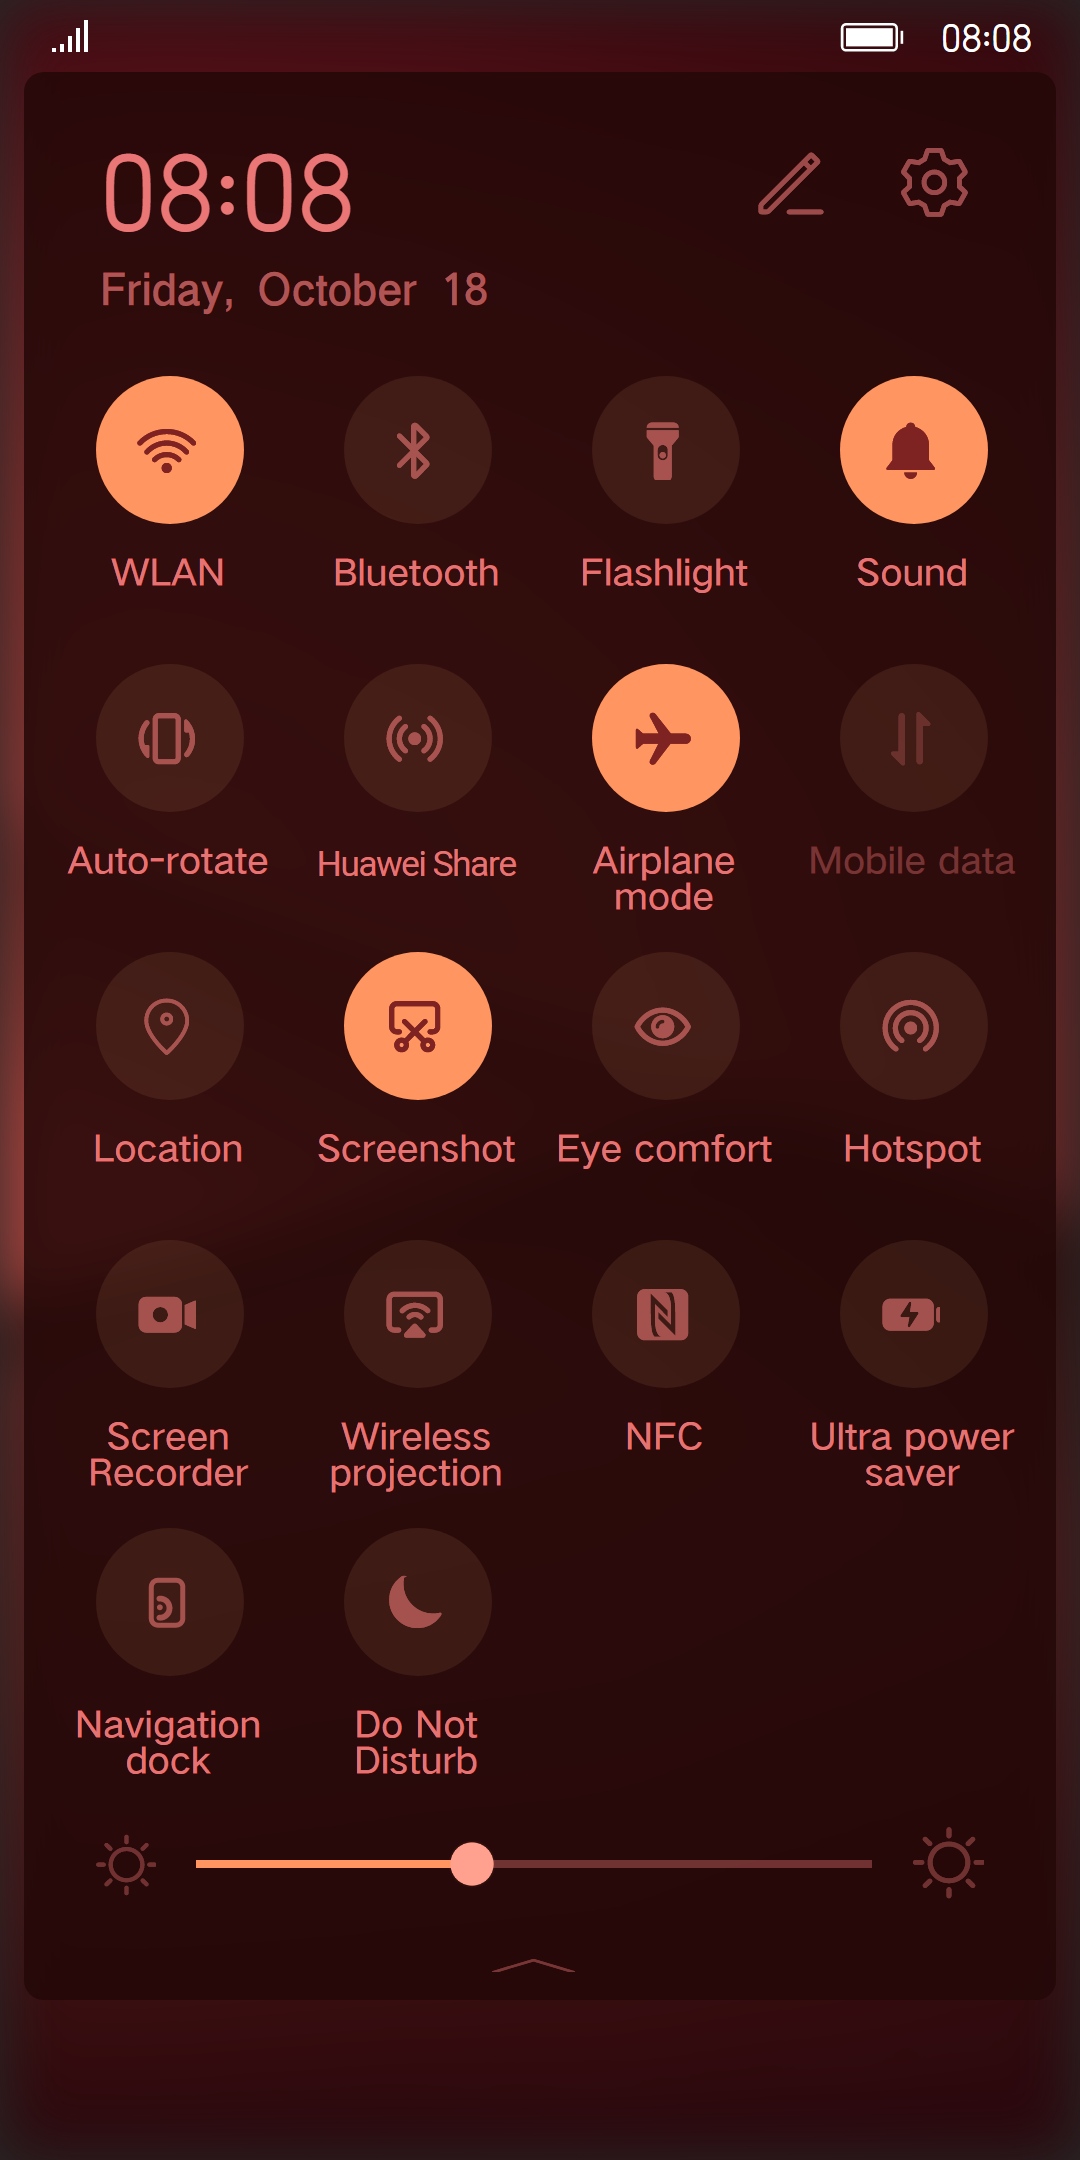 08:08
08:08
Friday, October 18
WLAN
Bluetooth
Flashlight
Sound
Auto-rotate
Huawei Share
Airplane
mode
Mobile data
Location
Screenshot
Eye comfort
Hotspot
Screen
Recorder
Wireless
projection
NFC
Ultra power
saver
Navigation
dock
Do Not
Disturb